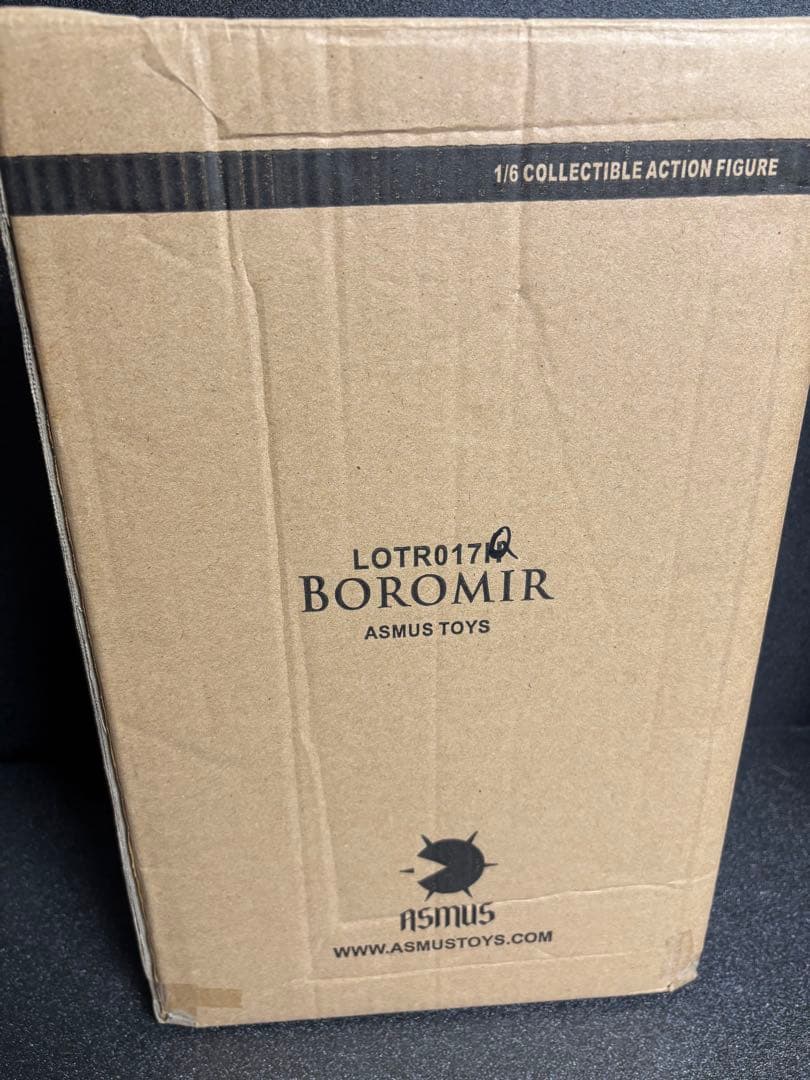 1/6 COLLECTIBLE ACTION FIGURE
LOTR017Q
BOROMIR
ASMUS TOYS
ASMUS
WWW.ASMUSTOYS.COM